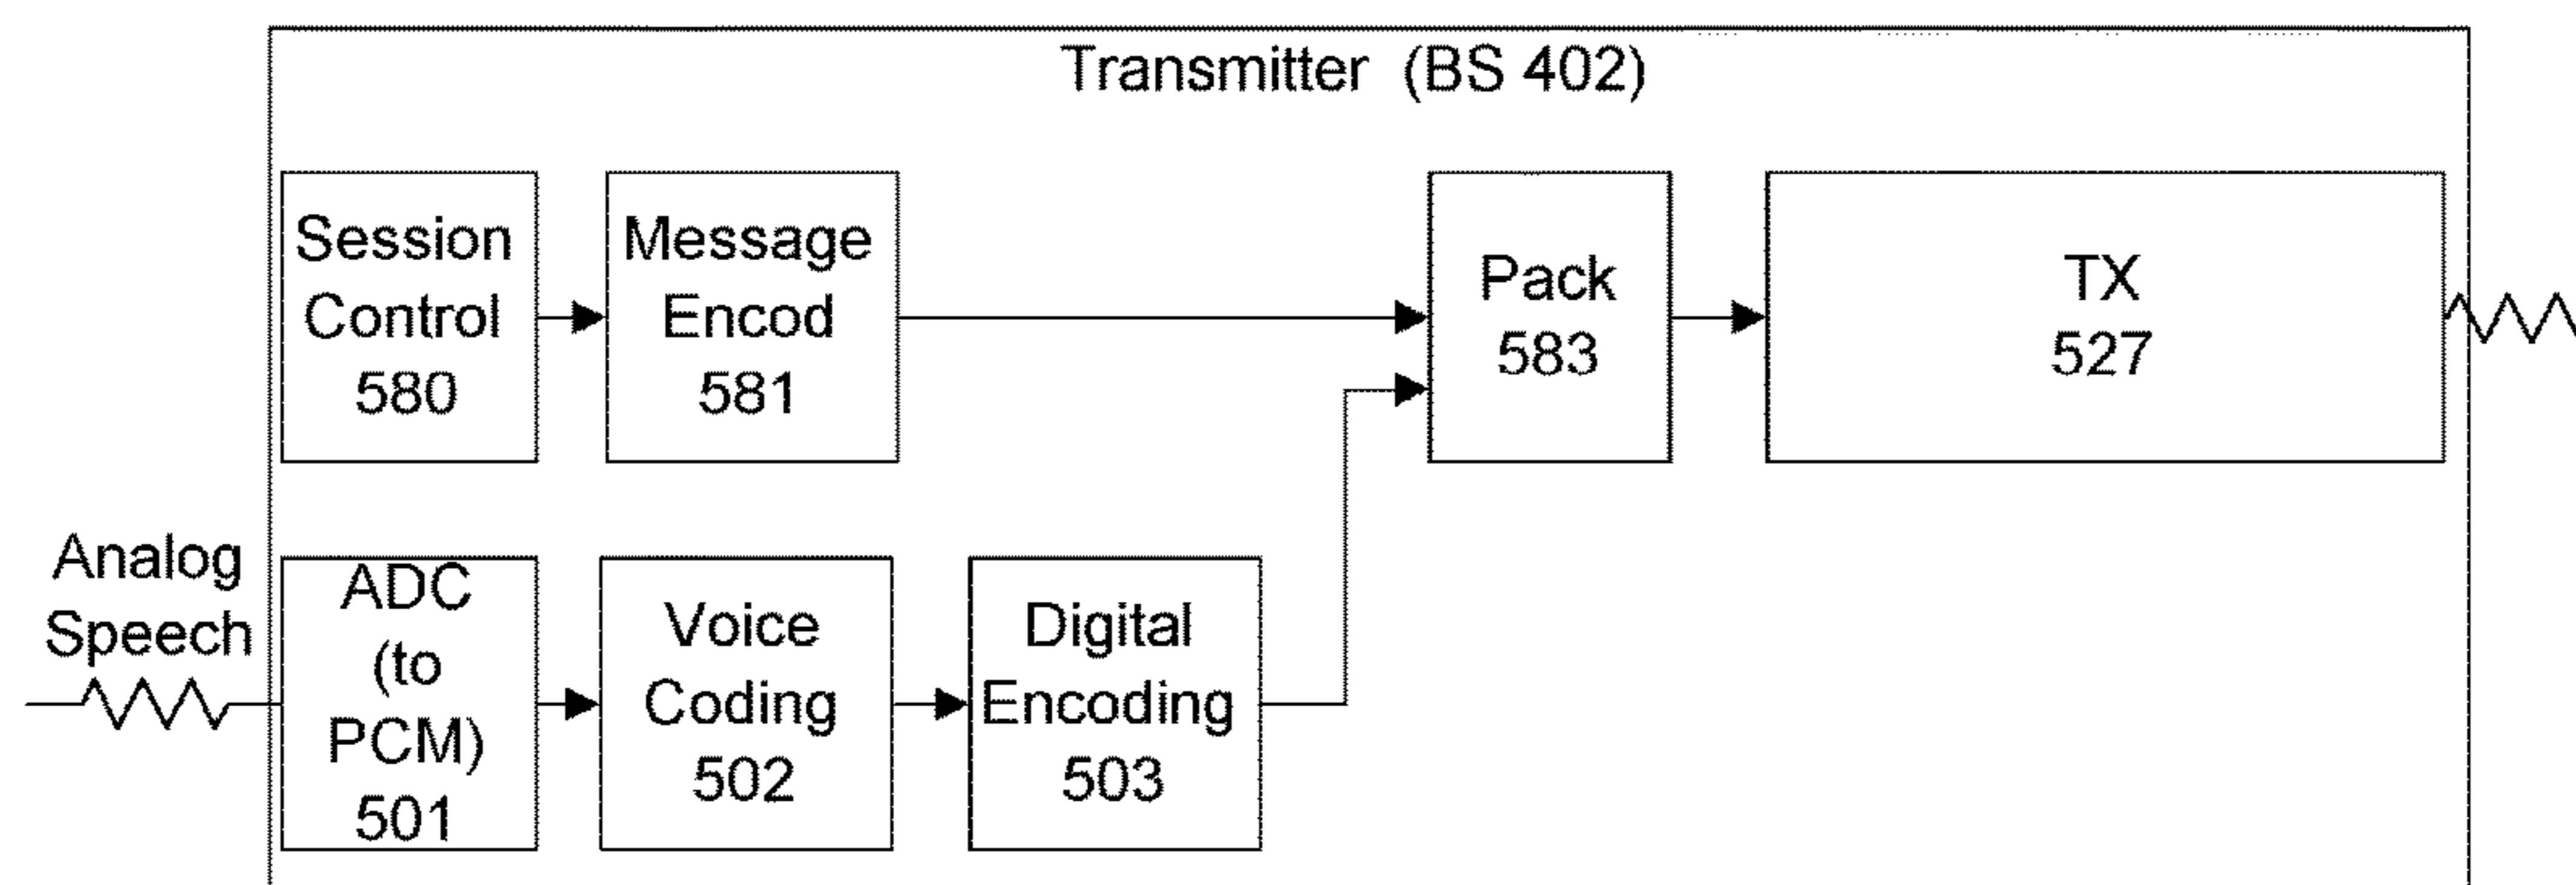 Transmitter (BS 402)
Session
Control
580
Message
Encod
581
Pack
583
TX
527
Analog
Speech
ADC
(to
PCM)
501
Voice
Coding
502
Digital
Encoding
503